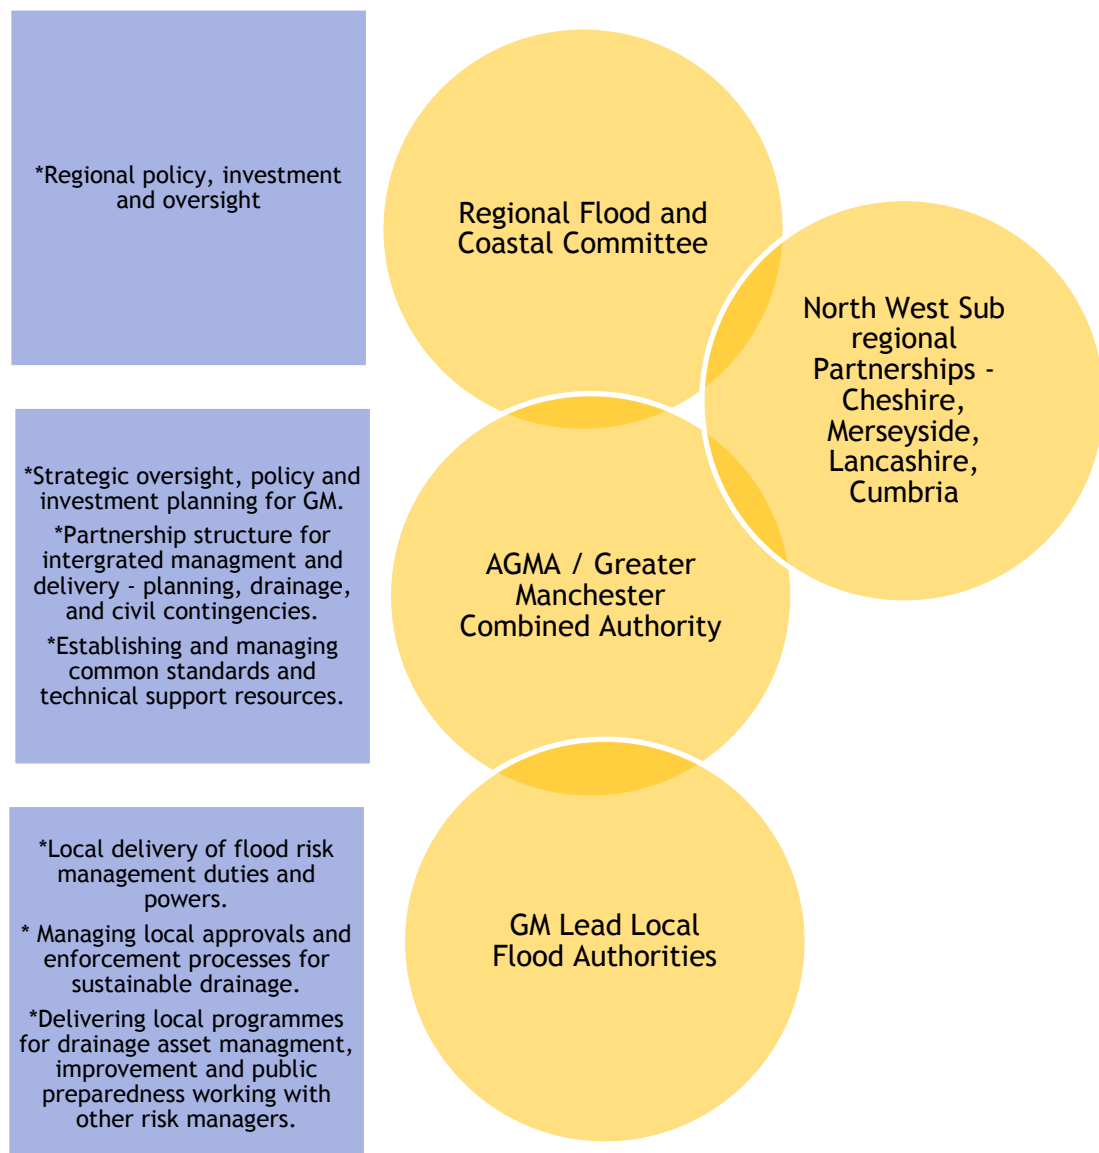 *Regional policy, investment
and oversight
Regional Flood and
Coastal Committee
North West Sub
regional
Partnerships -
Cheshire,
Merseyside,
Lancashire,
Cumbria
*Strategic oversight, policy and
investment planning for GM.
*Partnership structure for
intergrated managment and
delivery - planning, drainage,
and civil contingencies.
*Establishing and managing
common standards and
technical support resources.
AGMA / Greater
Manchester
Combined Authority
*Local delivery of flood risk
management duties and
powers.
* Managing local approvals and
enforcement processes for
sustainable drainage.
*Delivering local programmes
for drainage asset managment,
improvement and public
preparedness working with
other risk managers.
GM Lead Local
Flood Authorities